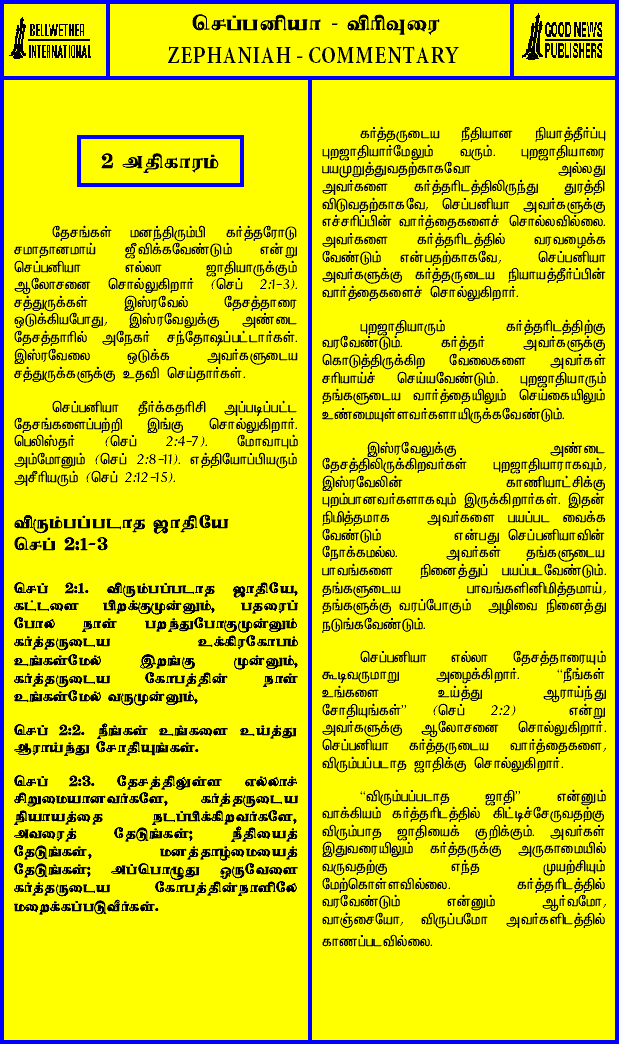 BELLWETHER
INTERNATIONAL
செப்பனியா - விரிவுரை
ZEPHANIAH - COMMENTARY
GOOD NEWS
PUBLISHERS
2 அதிகாரம்
தேசங்கள் மனந்திரும்பி கர்த்தரோடு
சமாதானமாய் ஜீவிக்கவேண்டும் என்று
செப்பனியா எல்லா ஜாதியாருக்கும்
ஆலோசனை சொல்லுகிறார் (செப் 2:1-3).
சத்துருக்கள் இஸ்ரவேல் தேசத்தாரை
ஒடுக்கியபோது, இஸ்ரவேலுக்கு அண்டை
தேசத்தாரில் அநேகர் சந்தோஷப்பட்டார்கள்.
இஸ்ரவேலை ஒடுக்க அவர்களுடைய
சத்துருக்களுக்கு உதவி செய்தார்கள்.
செப்பனியா தீர்க்கதரிசி அப்படிப்பட்ட
தேசங்களைப்பற்றி இங்கு சொல்லுகிறார்.
பெலிஸ்தர் (செப் 2:4-7). மோவாபும்
அம்மோனும் (செப் 2:8-11). எத்தியோப்பியரும்
அசீரியரும் (செப் 2:12-15).
விரும்பப்படாத ஜாதியே
செப் 2:1-3
செப் 2:1. விரும்பப்படாத ஜாதியே,
கட்டளை பிறக்குமுன்னும், பதரைப்
போல நாள் பறந்துபோகுமுன்னும்
கர்த்தருடைய உக்கிரகோபம்
உங்கள்மேல் இறங்கு முன்னும்,
கர்த்தருடைய கோபத்தின் நாள்
உங்கள்மேல் வருமுன்னும்,
செப் 2:2. நீங்கள் உங்களை உய்த்து
ஆராய்ந்து சோதியுங்கள்.
செப் 2:3. தேசத்திலுள்ள எல்லாச்
சிறுமையானவர்களே, கர்த்தருடைய
நியாயத்தை நடப்பிக்கிறவர்களே,
அவரைத் தேடுங்கள்; நீதியைத்
தேடுங்கள், மனத்தாழ்மையைத்
தேடுங்கள்; அப்பொழுது ஒருவேளை
கர்த்தருடைய கோபத்தின்நாளிலே
மறைக்கப்படுவீர்கள்.
கர்த்தருடைய நீதியான நியாத்தீர்ப்பு
புறஜாதியார்மேலும் வரும். புறஜாதியாரை
பயமுறுத்துவதற்காகவோ அல்லது
அவர்களை கர்த்தரிடத்திலிருந்து துரத்தி
விடுவதற்காகவே, செப்பனியா அவர்களுக்கு
எச்சரிப்பின் வார்த்தைகளைச் சொல்லவில்லை.
அவர்களை கர்த்தரிடத்தில் வரவழைக்க
வேண்டும் என்பதற்காகவே, செப்பனியா
அவர்களுக்கு கர்த்தருடைய நியாயத்தீர்ப்பின்
வார்த்தைகளைச் சொல்லுகிறார்.
புறஜாதியாரும் கர்த்தரிடத்திற்கு
வரவேண்டும். கர்த்தர் அவர்களுக்கு
கொடுத்திருக்கிற வேலைகளை அவர்கள்
சரியாய்ச் செய்யவேண்டும். புறஜாதியாரும்
தங்களுடைய வார்த்தையிலும் செய்கையிலும்
உண்மையுள்ளவர்களாயிருக்கவேண்டும்.
இஸ்ரவேலுக்கு அண்டை
தேசத்திலிருக்கிறவர்கள் புறஜாதியாராகவும்,
இஸ்ரவேலின் காணியாட்சிக்கு
புறம்பானவர்களாகவும் இருக்கிறார்கள். இதன்
நிமித்தமாக அவர்களை பயப்பட வைக்க
வேண்டும் என்பது செப்பனியாவின்
நோக்கமல்ல. அவர்கள் தங்களுடைய
பாவங்களை நினைத்துப் பயப்படவேண்டும்.
தங்களுடைய பாவங்களினிமித்தமாய்,
தங்களுக்கு வரப்போகும் அழிவை நினைத்து
நடுங்கவேண்டும்.
செப்பனியா எல்லா தேசத்தாரையும்
கூடிவருமாறு அழைக்கிறார். “நீங்கள்
உங்களை உய்த்து ஆராய்ந்து
சோதியுங்கள்” (செப் 2:2) என்று
அவர்களுக்கு ஆலோசனை சொல்லுகிறார்.
செப்பனியா கர்த்தருடைய வார்த்தைகளை,
விரும்பப்படாத ஜாதிக்கு சொல்லுகிறார்.
“விரும்பப்படாத ஜாதி” என்னும்
வாக்கியம் கர்த்தரிடத்தில் கிட்டிச்சேருவதற்கு
விரும்பாத ஜாதியைக் குறிக்கும். அவர்கள்
இதுவரையிலும் கர்த்தருக்கு அருகாமையில்
வருவதற்கு எந்த முயற்சியும்
மேற்கொள்ளவில்லை. கர்த்தரிடத்தில்
வரவேண்டும் என்னும் ஆர்வமோ,
வாஞ்சையோ, விருப்பமோ அவர்களிடத்தில்
காணப்படவில்லை.